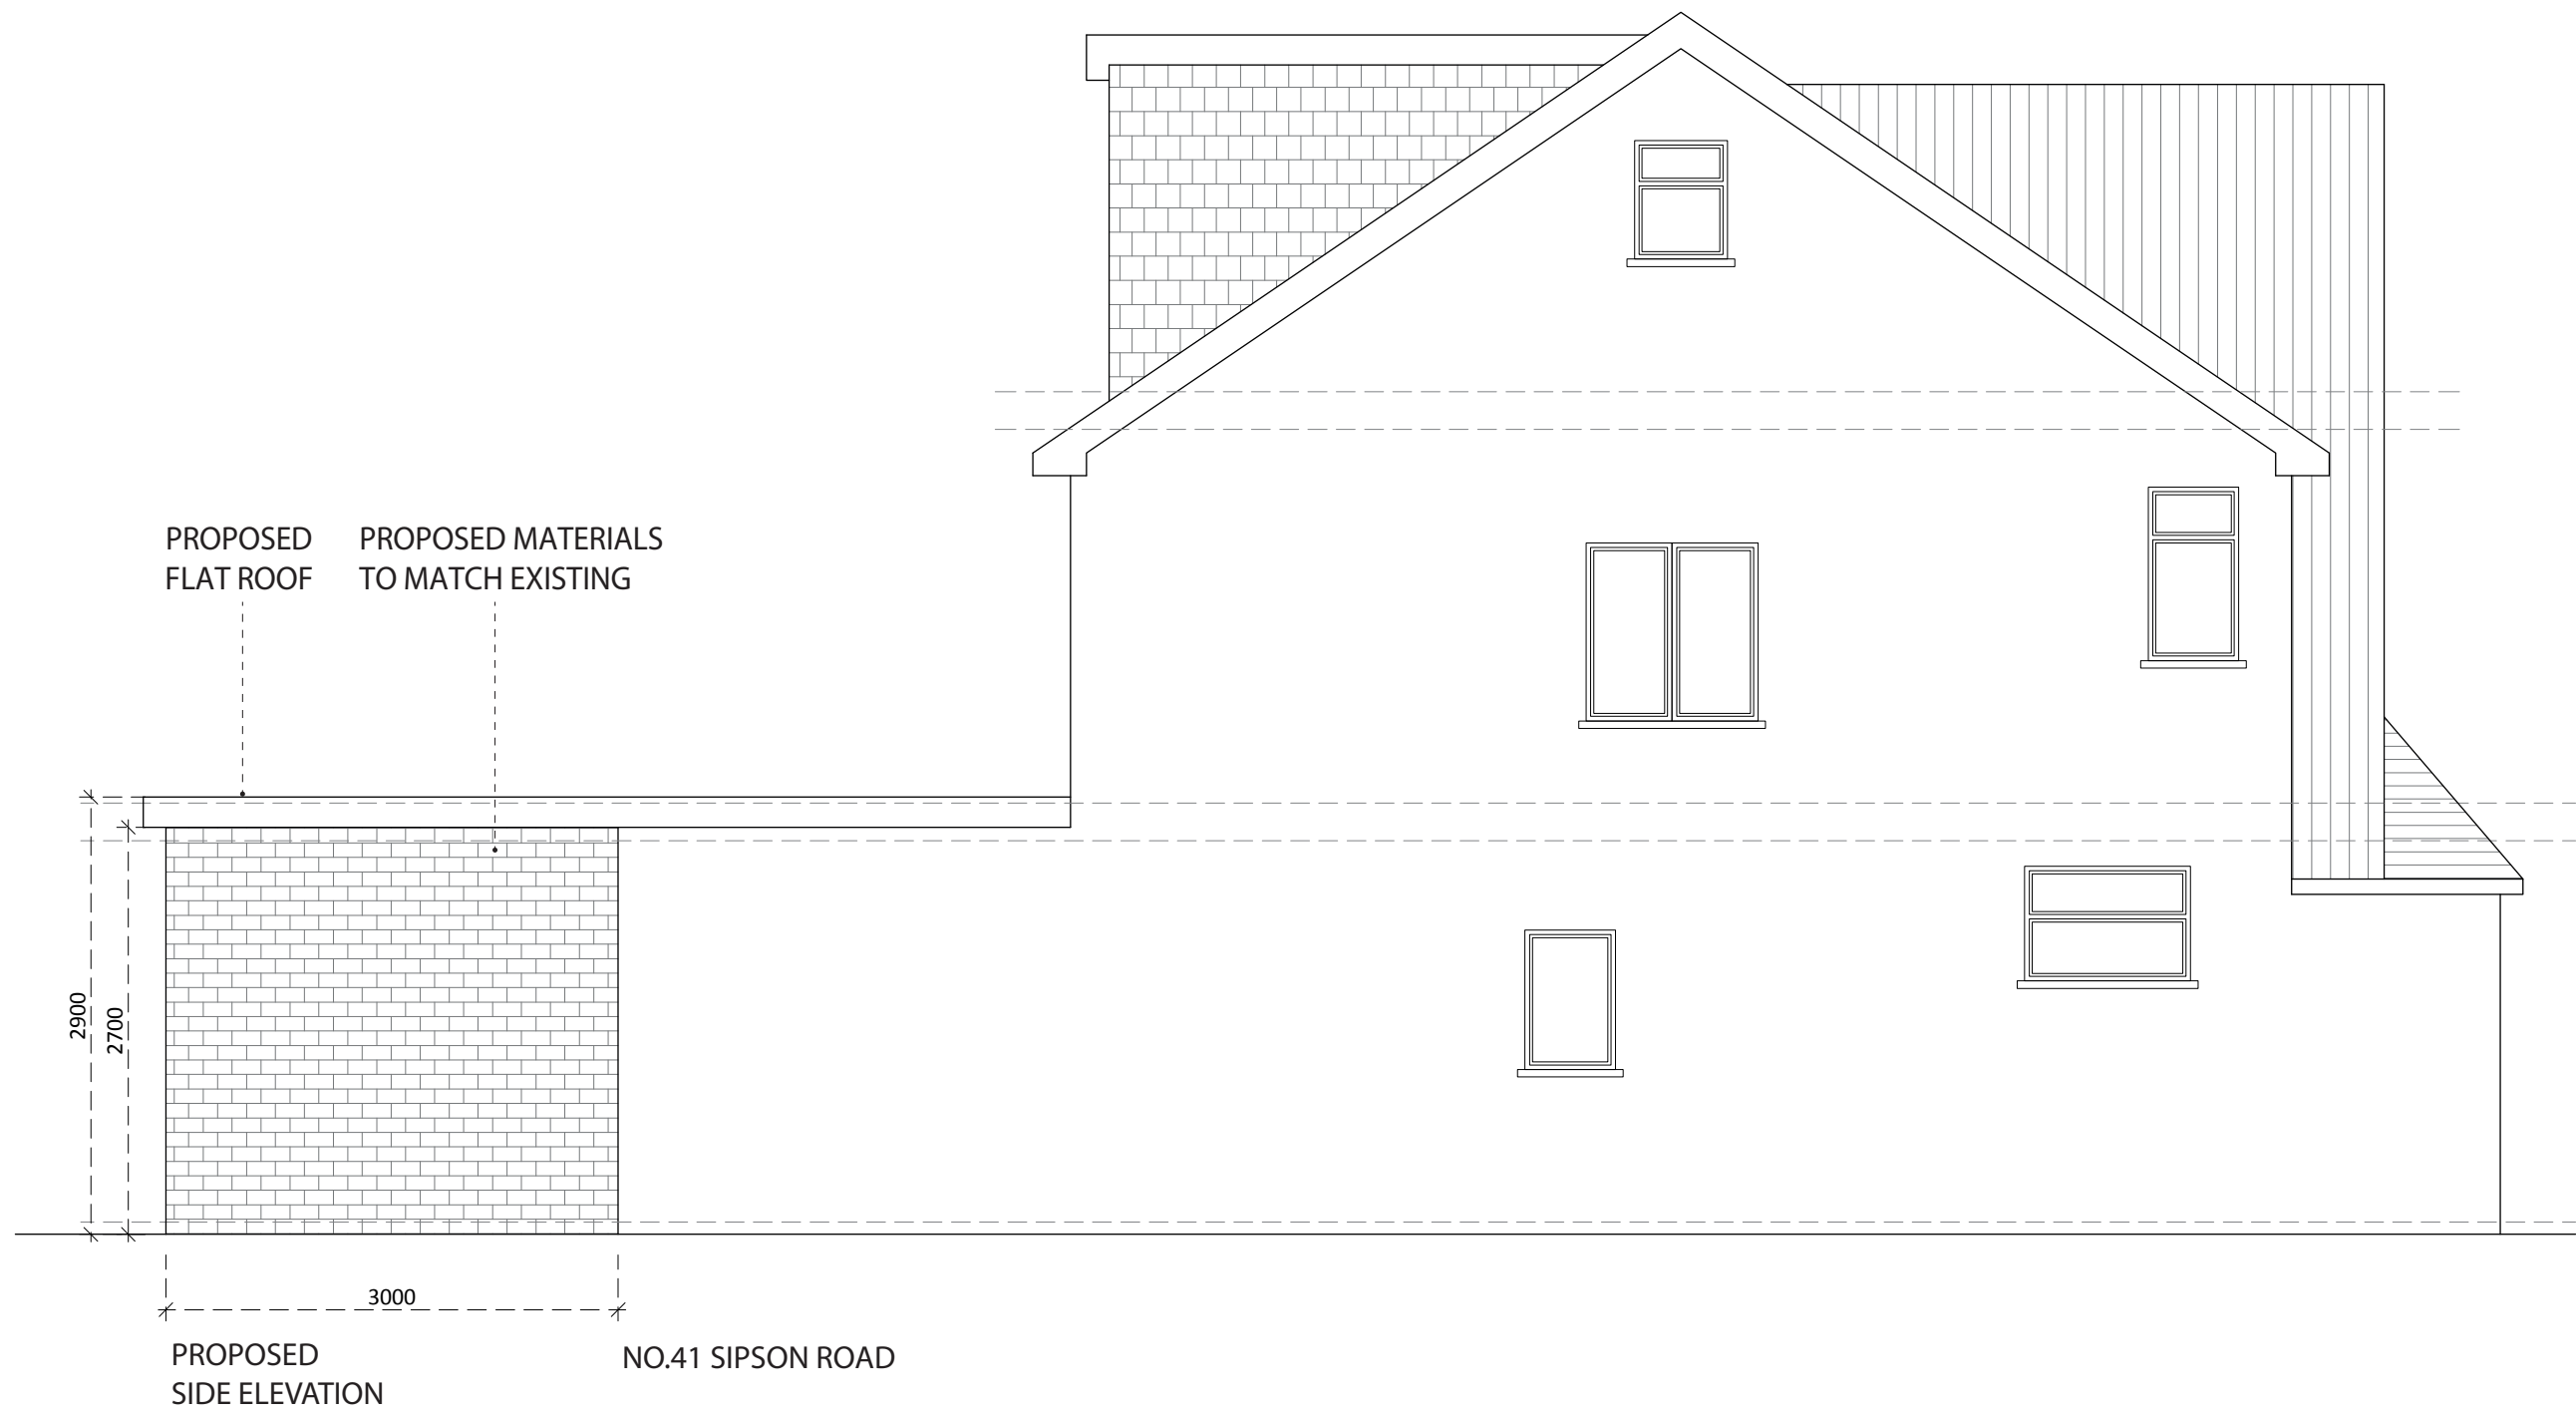 PROPOSED
FLAT ROOF
PROPOSED MATERIALS
TO MATCH EXISTING
2900
2700
3000
PROPOSED
SIDE ELEVATION
NO.41 SIPSON ROAD